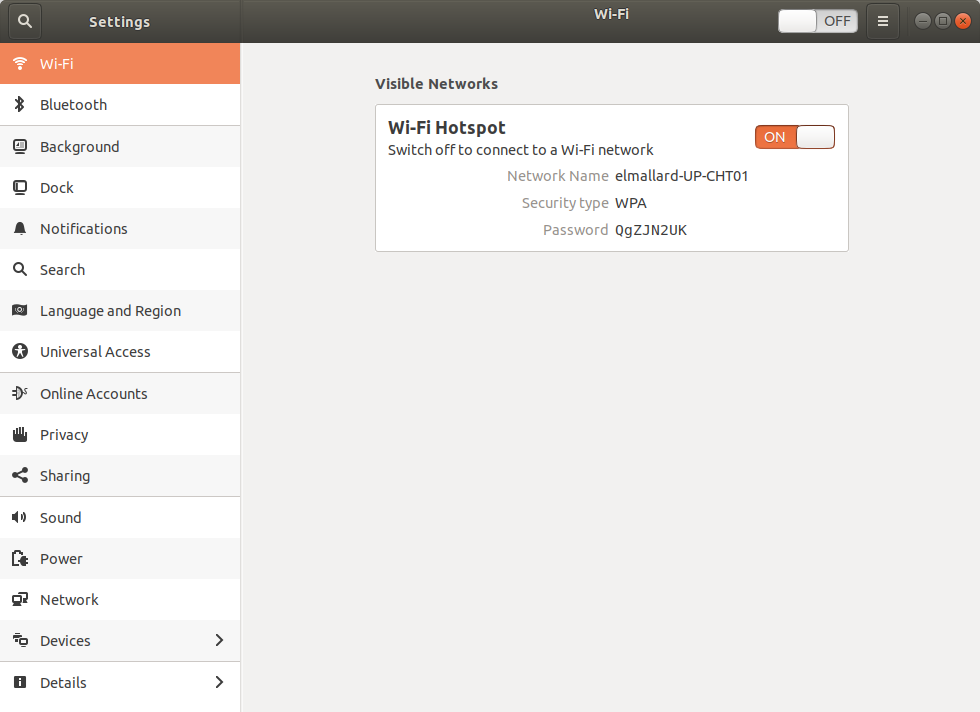 Settings
Wi-Fi
OFF
Wi-Fi
Bluetooth
Background
Dock
Notifications
Search
Language and Region
Universal Access
Online Accounts
Privacy
Sharing
Sound
Power
Network
Devices
Details
Visible Networks
Wi-Fi Hotspot
ON
Switch off to connect to a Wi-Fi network
Network Name elmallard-UP-CHT01
Security type WPA
Password QgZJN2UK